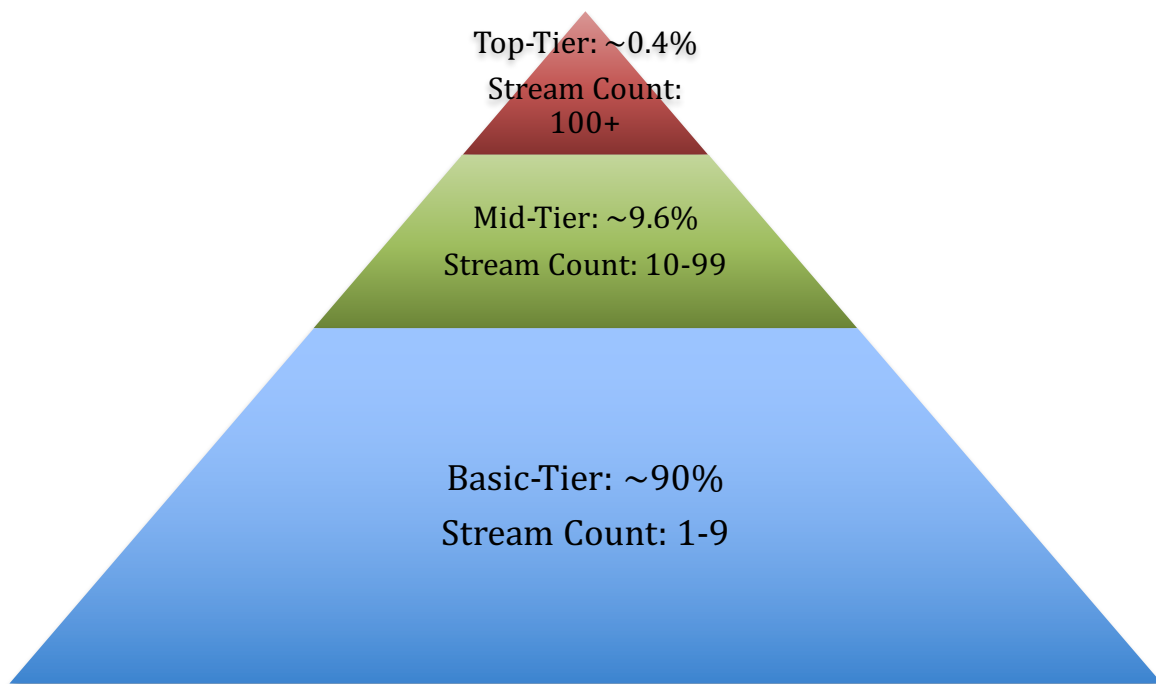 Top-Tier: ~0.4%
Stream Count:
100+
Mid-Tier: ~9.6%
Stream Count: 10-99
Basic-Tier: ~90%
Stream Count: 1-9